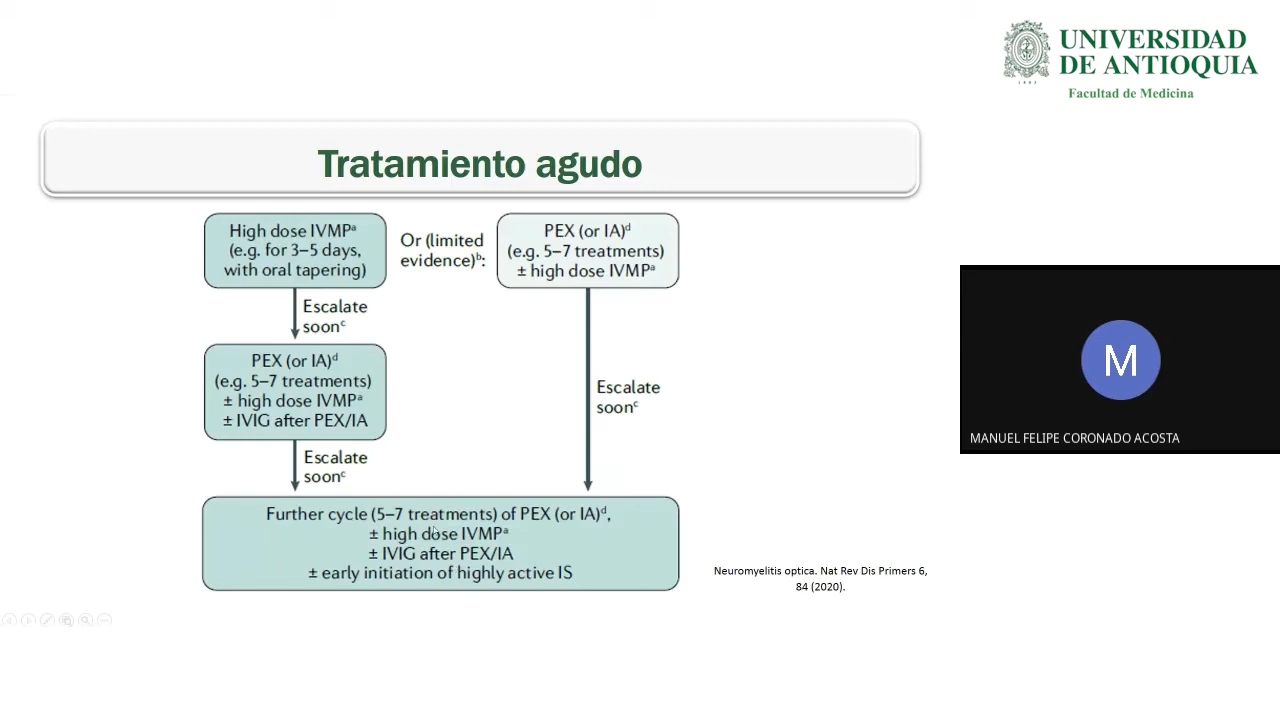 UNIVERSIDAD
DE ANTIOQUIA
1803
Facultad de Medicina
Tratamiento agudo
High dose IVMPᵃ
(e.g. for 3–5 days,
with oral tapering)
Or (limited
evidence)ᵇ:
PEX (or IA)ᵈ
(e.g. 5–7 treatments)
± high dose IVMPᵃ
Escalate
soonᶜ
PEX (or IA)ᵈ
(e.g. 5–7 treatments)
± high dose IVMPᵃ
± IVIG after PEX/IA
Escalate
soonᶜ
Escalate
soonᶜ
Further cycle (5–7 treatments) of PEX (or IA)ᵈ,
± high dose IVMPᵃ
± IVIG after PEX/IA
± early initiation of highly active IS
Neuromyelitis optica. Nat Rev Dis Primers 6,
84 (2020).
M
MANUEL FELIPE CORONADO ACOSTA